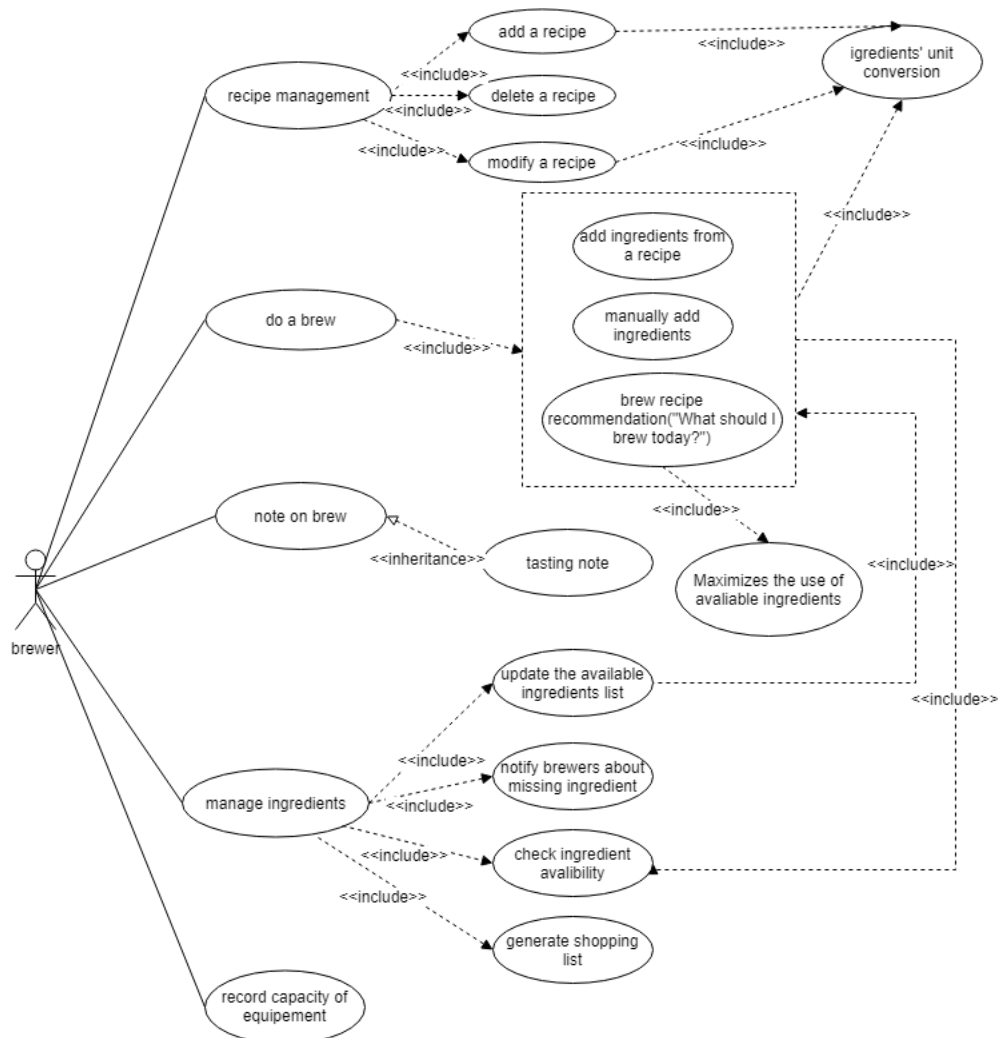 add a recipe
<<include>>
igredients' unit
conversion
<<include>>
recipe management
delete a recipe
<<include>>
<<include>>
modify a recipe
<<include>>
<<include>>
add ingredients from
a recipe
manually add
ingredients
do a brew
<<include>>
brew recipe
recommendation("What should I
brew today?")
<<include>>
note on brew
<<inheritance>>
tasting note
Maximizes the use of
avaliable ingredients
<<include>>
brewer
update the available
ingredients list
<<include>>
<<include>>
notify brewers about
missing ingredient
manage ingredients
<<include>>
<<include>>
check ingredient
avalibility
<<include>>
generate shopping
list
record capacity of
equipement